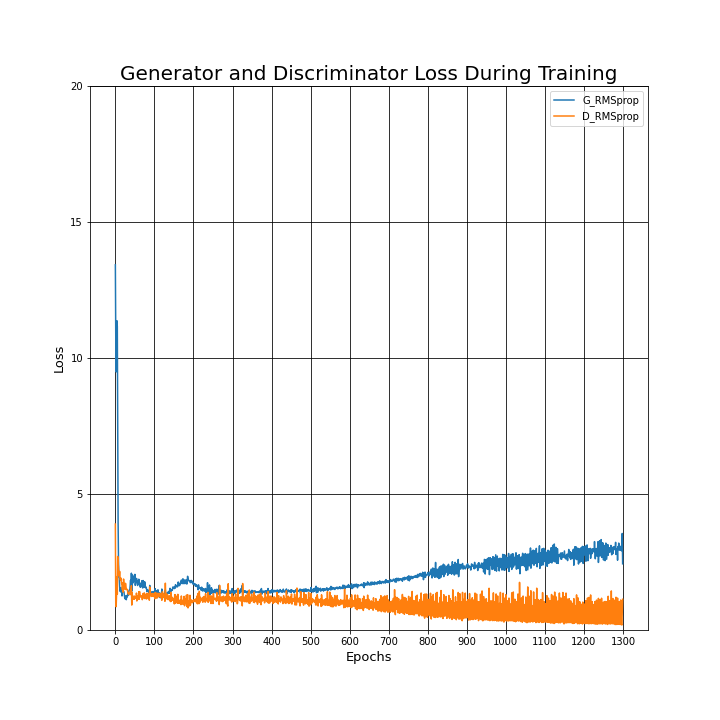 Generator and Discriminator Loss During Training
G_RMSprop
D_RMSprop
20
15
10
5
0
Loss
0 100 200 300 400 500 600 700 800 900 1000 1100 1200 1300
Epochs